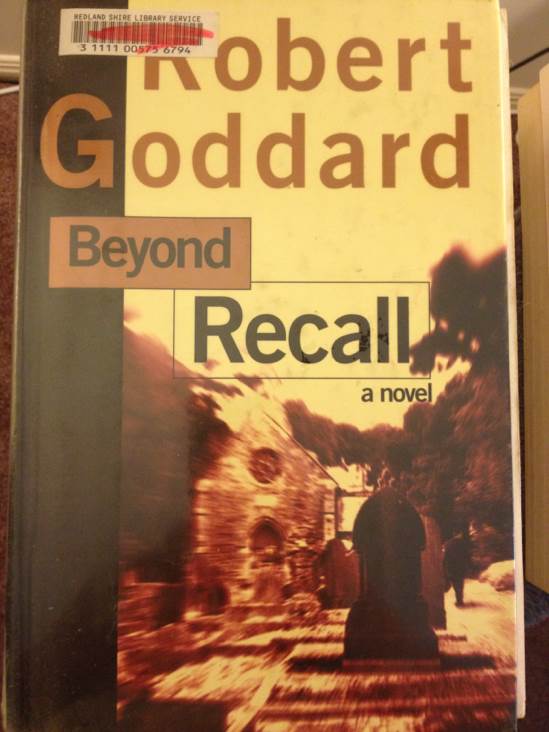 REDLAND SHIRE LIBRARY SERVICE
3 1111 00575 6794
Robert
Goddard
Beyond
Recall
a novel